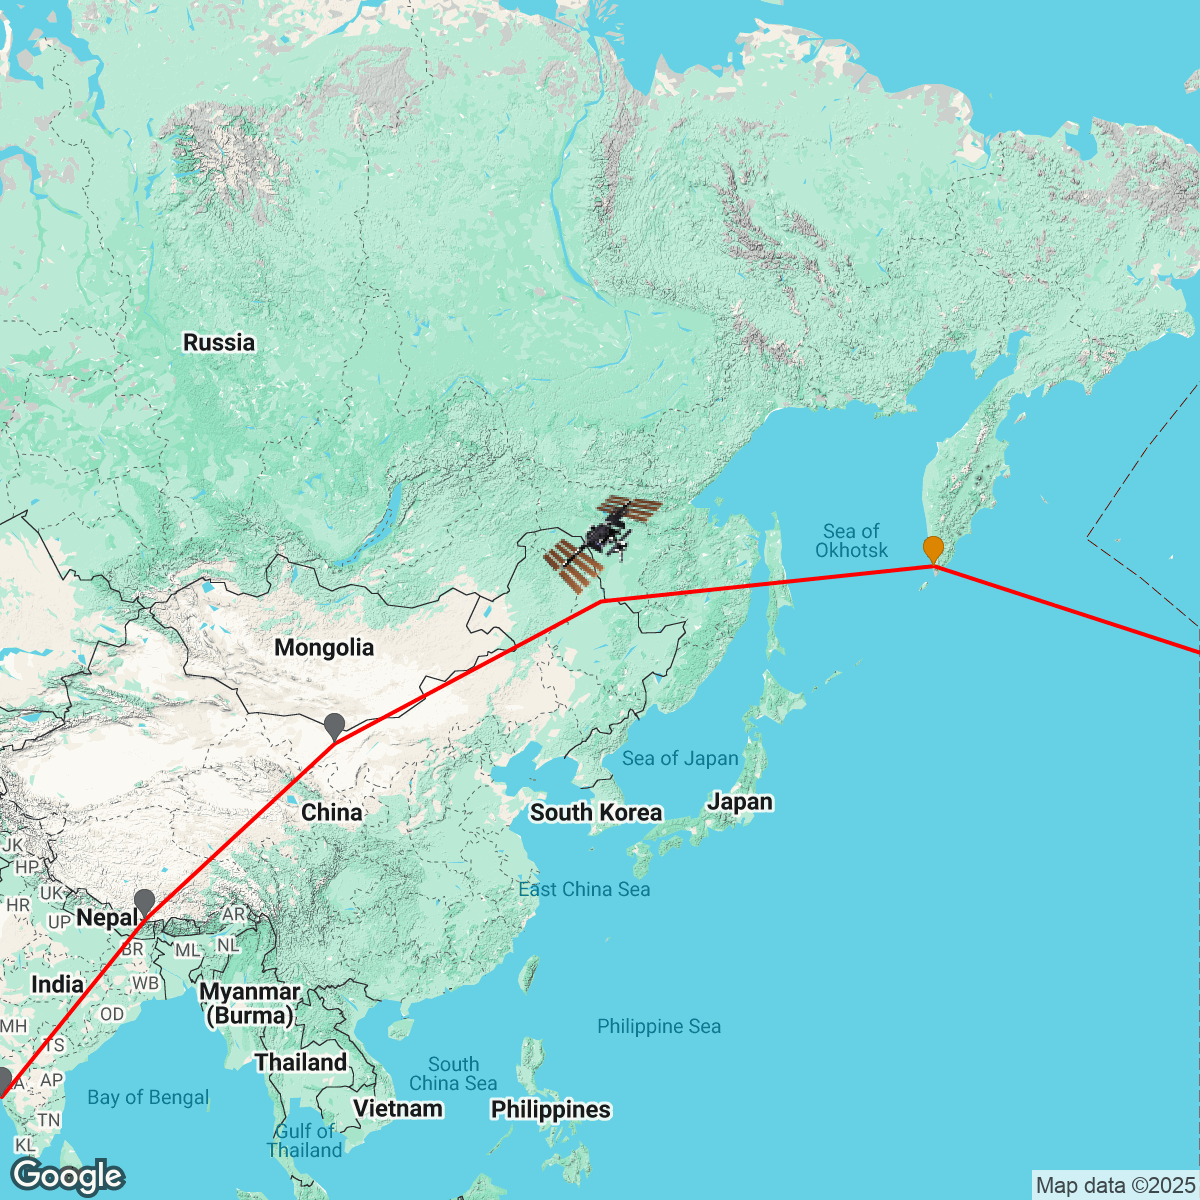 Russia
Sea of
Okhotsk
Mongolia
Sea of Japan
China
South Korea
Japan
JK
HP
UK
HR
UP
Nepal
AR
East China Sea
BR
ML
NL
India
WB
Myanmar
(Burma)
MH
OD
Philippine Sea
TS
Thailand
South
China Sea
AP
Bay of Bengal
Vietnam
Philippines
TN
KL
Gulf of
Thailand
Google
Map data ©2025